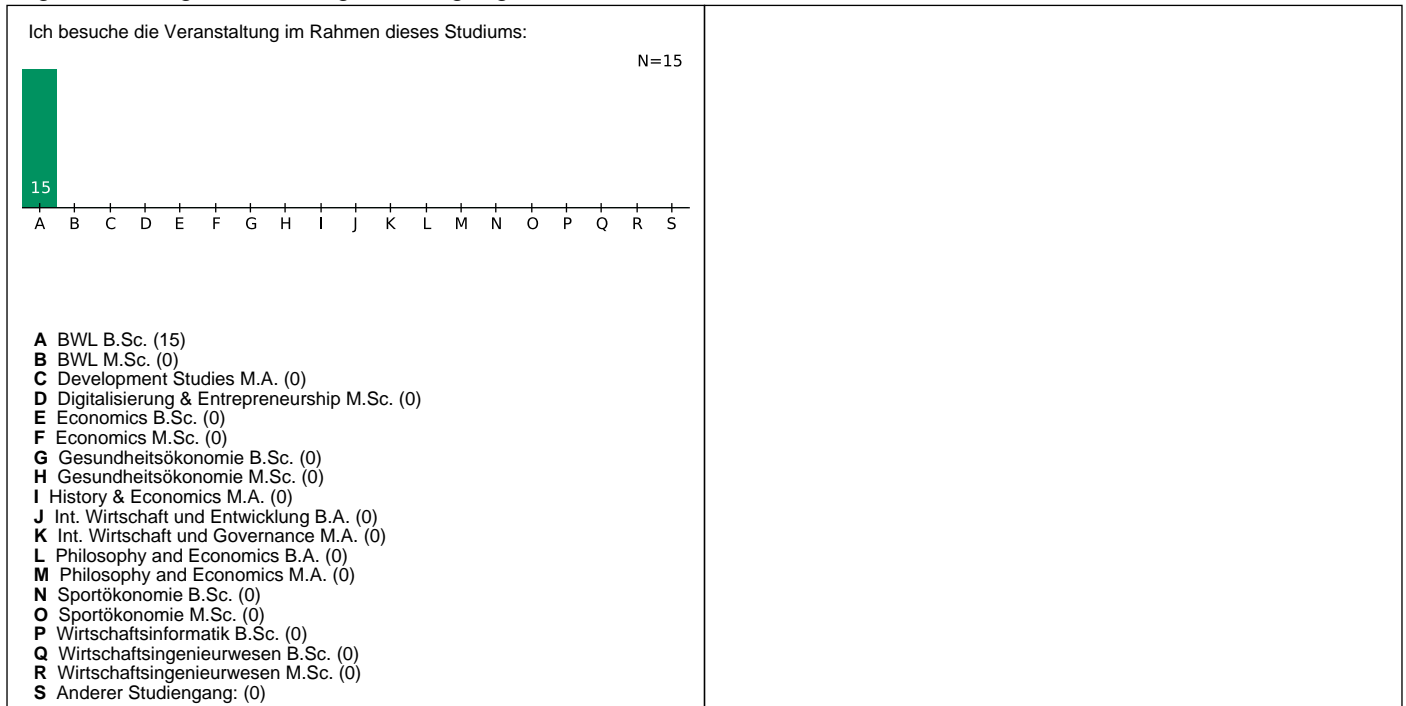 Ich besuche die Veranstaltung im Rahmen dieses Studiums:
N=15
15
A B C D E F G H I J K L M N O P Q R S
A BWL B.Sc. (15)
B BWL M.Sc. (0)
C Development Studies M.A. (0)
D Digitalisierung & Entrepreneurship M.Sc. (0)
E Economics B.Sc. (0)
F Economics M.Sc. (0)
G Gesundheitsökonomie B.Sc. (0)
H Gesundheitsökonomie M.Sc. (0)
I History & Economics M.A. (0)
J Int. Wirtschaft und Entwicklung B.A. (0)
K Int. Wirtschaft und Governance M.A. (0)
L Philosophy and Economics B.A. (0)
M Philosophy and Economics M.A. (0)
N Sportökonomie B.Sc. (0)
O Sportökonomie M.Sc. (0)
P Wirtschaftsinformatik B.Sc. (0)
Q Wirtschaftsingenieurwesen B.Sc. (0)
R Wirtschaftsingenieurwesen M.Sc. (0)
S Anderer Studiengang: (0)